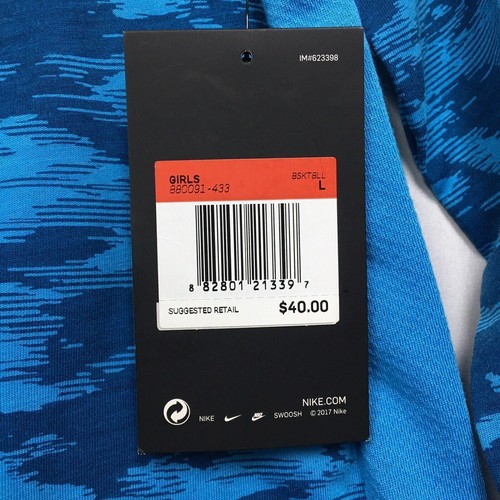 IM#623398
GIRLS BSKTBLL
880091-433 L
8 82801 21339 7
SUGGESTED RETAIL $40.00
NIKE.COM
NIKE SWOOSH © 2017 Nike